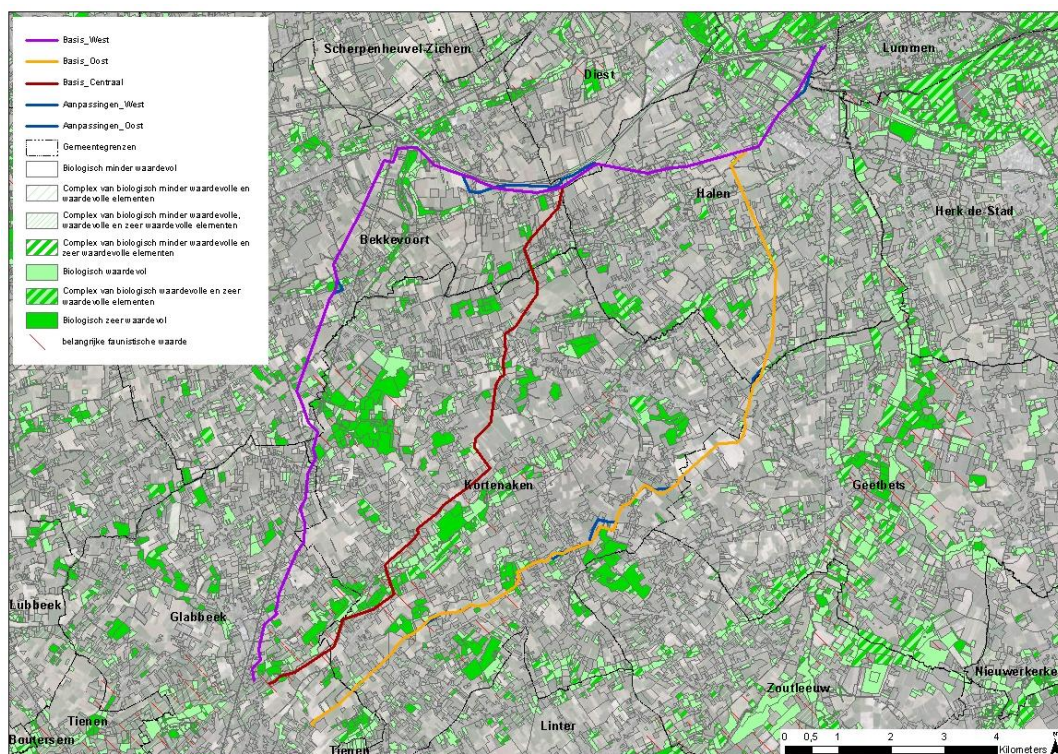 Basis_West
Basis_Oost
Basis_Centraal
Aanpassingen_West
Aanpassingen_Oost
Gemeentegrenzen
Biologisch minder waardevol
Complex van biologisch minder waardevolle en
waardevolle elementen
Complex van biologisch minder waardevolle,
waardevolle en zeer waardevolle elementen
Complex van biologisch minder waardevolle en
zeer waardevolle elementen
Biologisch waardevol
Complex van biologisch waardevolle en zeer
waardevolle elementen
Biologisch zeer waardevol
belangrijke faunistische waarde
Scherpenheuvel-Zichem
Lummen
Diest
Halen
Herk-de-Stad
Bekkevoort
Kortenaken
Geetbets
Lubbeek
Glabbeek
Nieuwerkerke
Zoutleeuw
Tienen
Linter
Boutersem
Tienen
0 0,5 1 2 3 4
Kilometers